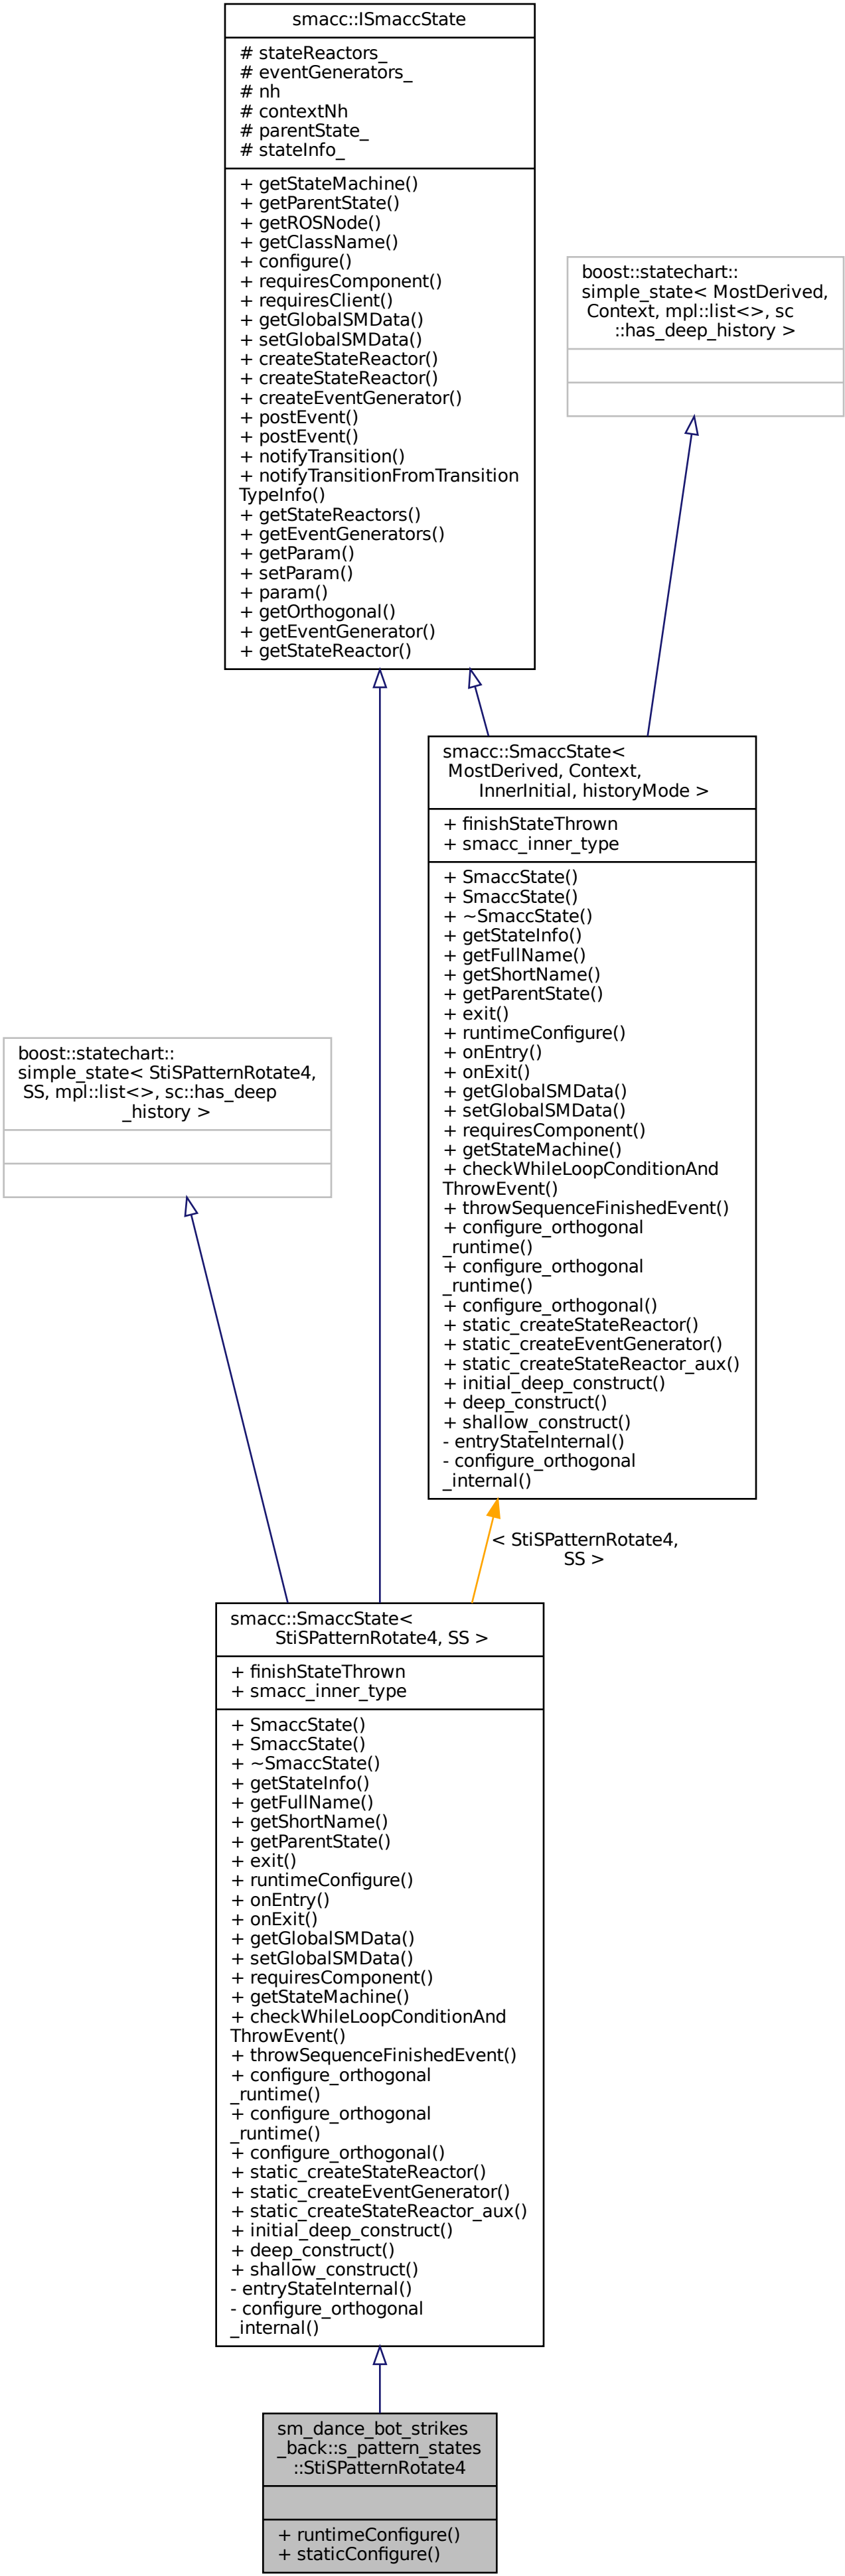 smacc::ISmaccState
# stateReactors_
# eventGenerators_
# nh
# contextNh
# parentState_
# stateInfo_
+ getStateMachine()
+ getParentState()
+ getROSNode()
+ getClassName()
+ configure()
+ requiresComponent()
+ requiresClient()
+ getGlobalSMData()
+ setGlobalSMData()
+ createStateReactor()
+ createStateReactor()
+ createEventGenerator()
+ postEvent()
+ postEvent()
+ notifyTransition()
+ notifyTransitionFromTransition
TypeInfo()
+ getStateReactors()
+ getEventGenerators()
+ getParam()
+ setParam()
+ param()
+ getOrthogonal()
+ getEventGenerator()
+ getStateReactor()
boost::statechart::
simple_state< MostDerived,
Context, mpl::list<>, sc
::has_deep_history >
smacc::SmaccState<
MostDerived, Context,
InnerInitial, historyMode >
+ finishStateThrown
+ smacc_inner_type
+ SmaccState()
+ SmaccState()
+ ~SmaccState()
+ getStateInfo()
+ getFullName()
+ getShortName()
+ getParentState()
+ exit()
+ runtimeConfigure()
+ onEntry()
+ onExit()
+ getGlobalSMData()
+ setGlobalSMData()
+ requiresComponent()
+ getStateMachine()
+ checkWhileLoopConditionAnd
ThrowEvent()
+ throwSequenceFinishedEvent()
+ configure_orthogonal
_runtime()
+ configure_orthogonal
_runtime()
+ configure_orthogonal()
+ static_createStateReactor()
+ static_createEventGenerator()
+ static_createStateReactor_aux()
+ initial_deep_construct()
+ deep_construct()
+ shallow_construct()
- entryStateInternal()
- configure_orthogonal
_internal()
boost::statechart::
simple_state< StiSPatternRotate4,
SS, mpl::list<>, sc::has_deep
_history >
< StiSPatternRotate4,
SS >
smacc::SmaccState<
StiSPatternRotate4, SS >
+ finishStateThrown
+ smacc_inner_type
+ SmaccState()
+ SmaccState()
+ ~SmaccState()
+ getStateInfo()
+ getFullName()
+ getShortName()
+ getParentState()
+ exit()
+ runtimeConfigure()
+ onEntry()
+ onExit()
+ getGlobalSMData()
+ setGlobalSMData()
+ requiresComponent()
+ getStateMachine()
+ checkWhileLoopConditionAnd
ThrowEvent()
+ throwSequenceFinishedEvent()
+ configure_orthogonal
_runtime()
+ configure_orthogonal
_runtime()
+ configure_orthogonal()
+ static_createStateReactor()
+ static_createEventGenerator()
+ static_createStateReactor_aux()
+ initial_deep_construct()
+ deep_construct()
+ shallow_construct()
- entryStateInternal()
- configure_orthogonal
_internal()
sm_dance_bot_strikes
_back::s_pattern_states
::StiSPatternRotate4
+ runtimeConfigure()
+ staticConfigure()